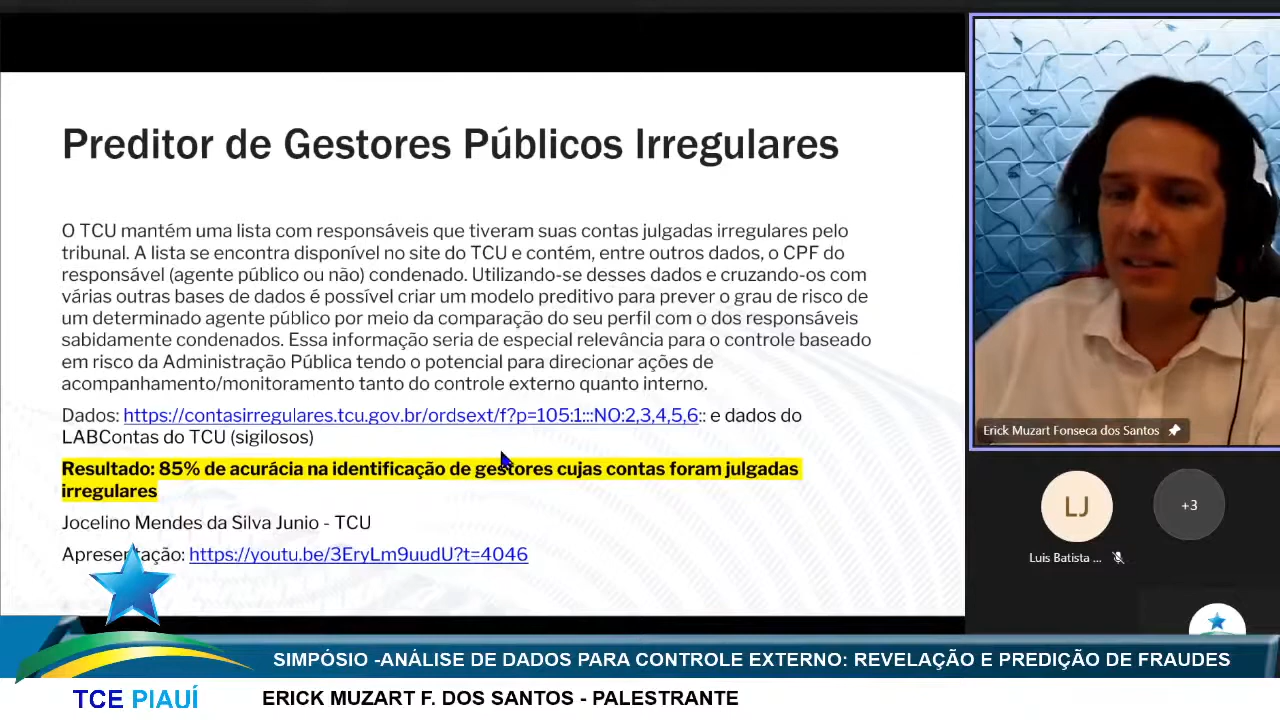 Preditor de Gestores Públicos Irregulares
O TCU mantém uma lista com responsáveis que tiveram suas contas julgadas irregulares pelo
tribunal. A lista se encontra disponível no site do TCU e contém, entre outros dados, o CPF do
responsável (agente público ou não) condenado. Utilizando-se desses dados e cruzando-os com
várias outras bases de dados é possível criar um modelo preditivo para prever o grau de risco de
um determinado agente público por meio da comparação do seu perfil com o dos responsáveis
sabidamente condenados. Essa informação seria de especial relevância para o controle baseado
em risco da Administração Pública tendo o potencial para direcionar ações de
acompanhamento/monitoramento tanto do controle externo quanto interno.
Dados: https://contasirregulares.tcu.gov.br/ordsext/f?p=105:1:::NO:2,3,4,5,6:: e dados do
LABContas do TCU (sigilosos)
Resultado: 85% de acurácia na identificação de gestores cujas contas foram julgadas
irregulares
Jocelino Mendes da Silva Junio - TCU
Apresentação: https://youtu.be/3EryLm9uudU?t=4046
Erick Muzart Fonseca dos Santos
LJ
+3
Luis Batista ...
SIMPÓSIO -ANÁLISE DE DADOS PARA CONTROLE EXTERNO: REVELAÇÃO E PREDIÇÃO DE FRAUDES
TCE PIAUÍ
ERICK MUZART F. DOS SANTOS - PALESTRANTE